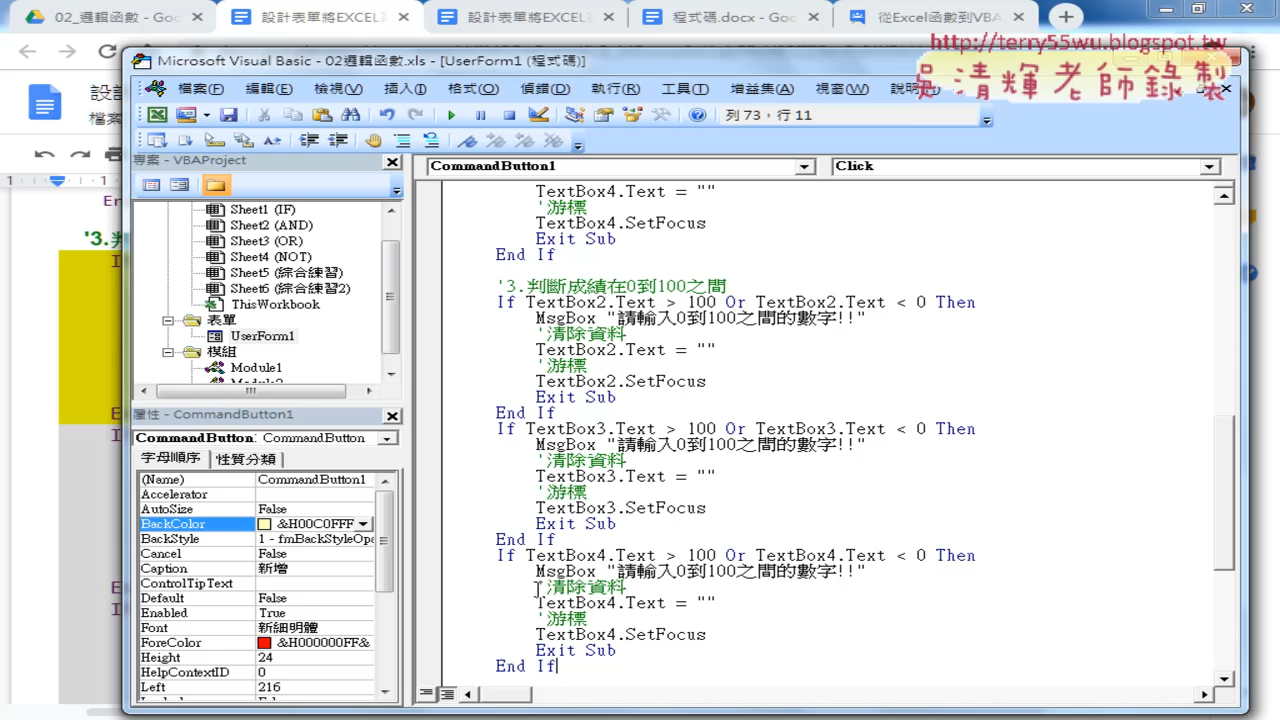 02_邏輯函數 - Goo
設計表單將EXCEL
設計表單將EXCEL
程式碼.docx - Goo
從Excel函數到VBA
http://terry55wu.blogspot.tw
吳清輝老師錄製
Microsoft Visual Basic - 02邏輯函數.xls - [UserForm1 (程式碼)]
檔案(F) 編輯(E) 檢視(V) 插入(I) 格式(O) 偵錯(D) 執行(R) 工具(T) 增益集(A) 視窗(W) 說明
列 73，行 11
專案 - VBAProject
Sheet1 (IF)
Sheet2 (AND)
Sheet3 (OR)
Sheet4 (NOT)
Sheet5 (綜合練習)
Sheet6 (綜合練習2)
ThisWorkbook
表單
UserForm1
模組
Module1
屬性 - CommandButton1
CommandButton: CommandButton
字母順序 性質分類
(Name) CommandButton1
Accelerator
AutoSize False
BackColor &H00C0FFF
BackStyle 1 - fmBackStyleOpa
Cancel False
Caption 新增
ControlTipText
Default False
Enabled True
Font 新細明體
ForeColor &H000000FF&
Height 24
HelpContextID 0
Left 216
CommandButton1 Click
TextBox4.Text = ""
'游標
TextBox4.SetFocus
Exit Sub
End If
'3.判斷成績在0到100之間
If TextBox2.Text > 100 Or TextBox2.Text < 0 Then
MsgBox "請輸入0到100之間的數字!!"
'清除資料
TextBox2.Text = ""
'游標
TextBox2.SetFocus
Exit Sub
End If
If TextBox3.Text > 100 Or TextBox3.Text < 0 Then
MsgBox "請輸入0到100之間的數字!!"
'清除資料
TextBox3.Text = ""
'游標
TextBox3.SetFocus
Exit Sub
End If
If TextBox4.Text > 100 Or TextBox4.Text < 0 Then
MsgBox "請輸入0到100之間的數字!!"
'清除資料
TextBox4.Text = ""
'游標
TextBox4.SetFocus
Exit Sub
End If